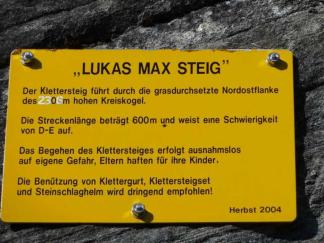 „LUKAS MAX STEIG"
Der Klettersteig führt durch die grasdurchsetzte Nordostflanke
des 2306m hohen Kreiskogel.
Die Streckenlänge beträgt 600m und weist eine Schwierigkeit
von D-E auf.
Das Begehen des Klettersteiges erfolgt ausnahmslos
auf eigene Gefahr, Eltern haften für ihre Kinder.
Die Benützung von Klettergurt, Klettersteigset
und Steinschlaghelm wird dringend empfohlen!
Herbst 2004